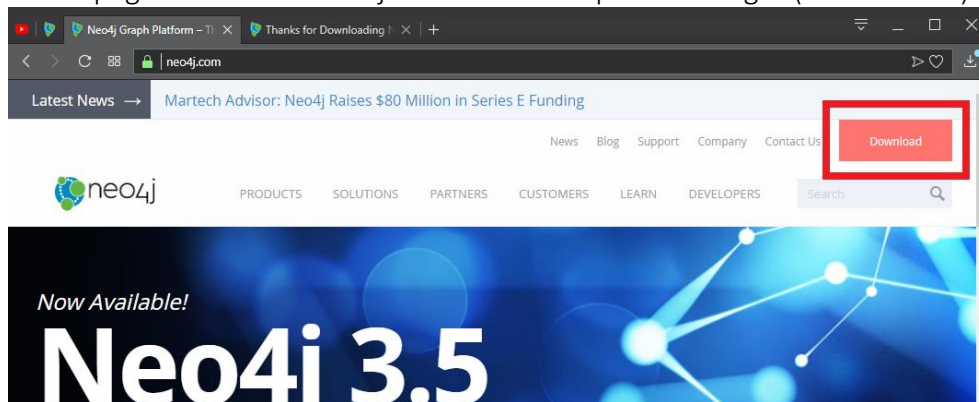 Neo4j Graph Platform – Th
Thanks for Downloading N
neo4j.com
Latest News → Martech Advisor: Neo4j Raises $80 Million in Series E Funding
News Blog Support Company Contact Us Download
neo4j PRODUCTS SOLUTIONS PARTNERS CUSTOMERS LEARN DEVELOPERS Search
Now Available!
Neo4j 3.5